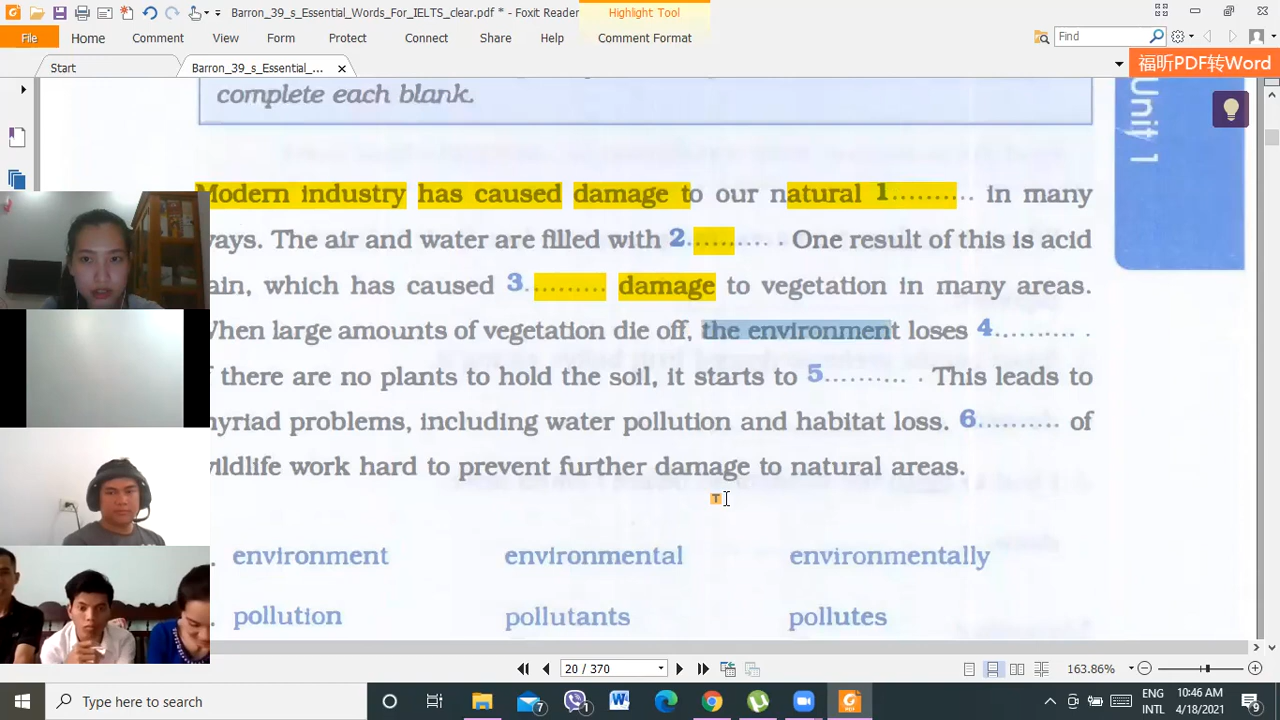 Barron_39_s_Essential_Words_For_IELTS_clear.pdf * - Foxit Reader
Highlight Tool
File
Home
Comment
View
Form
Protect
Connect
Share
Help
Comment Format
Find
Start
Barron_39_s_Essential_...
福昕PDF转Word
complete each blank.
Unit 1
Modern industry has caused damage to our natural 1.......... in many
ways. The air and water are filled with 2.......... . One result of this is acid
rain, which has caused 3.......... damage to vegetation in many areas.
When large amounts of vegetation die off, the environment loses 4.......... .
f there are no plants to hold the soil, it starts to 5.......... . This leads to
myriad problems, including water pollution and habitat loss. 6.......... of
wildlife work hard to prevent further damage to natural areas.
environment environmental environmentally
pollution pollutants pollutes
20 / 370
163.86%
Type here to search
7
1
ENG
INTL
10:46 AM
4/18/2021
9